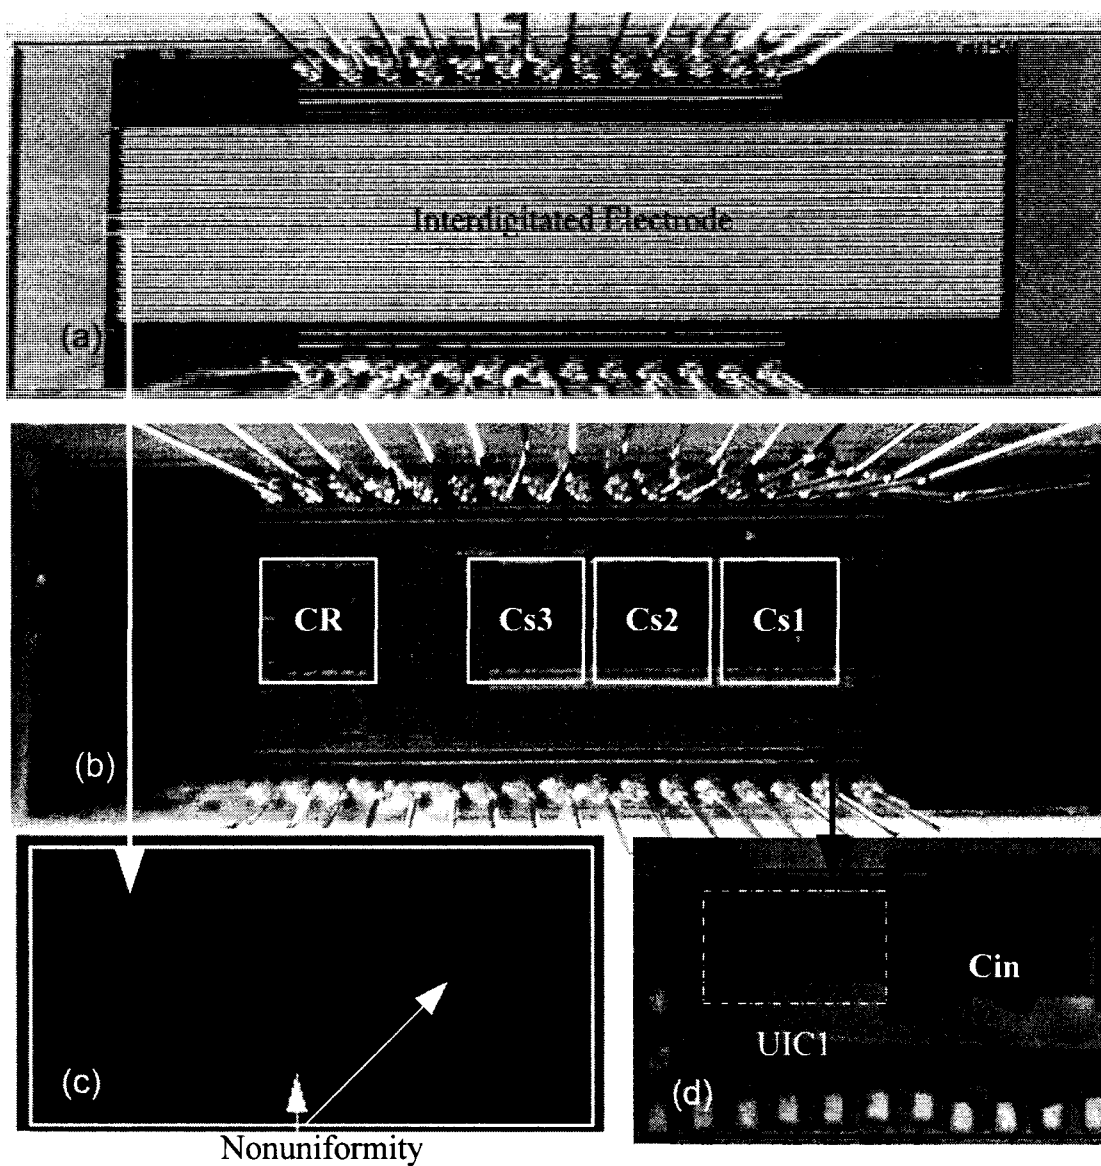 Interdigitated Electrode
(a)
CR
Cs3
Cs2
Cs1
(b)
Cin
UIC1
(c)
(d)
Nonuniformity